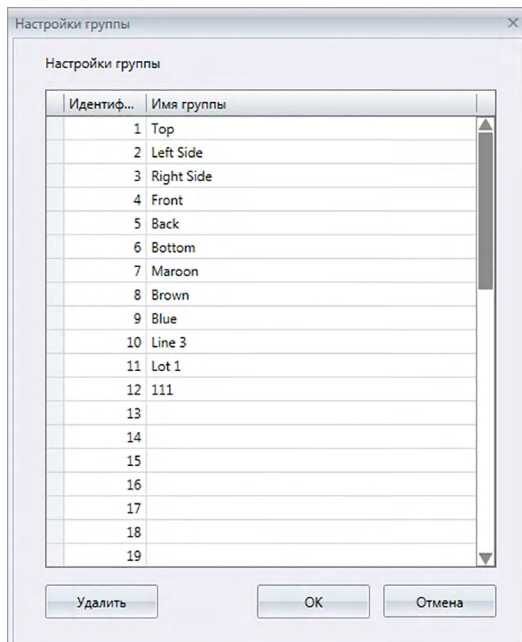 Настройки группы
Настройки группы
Идентиф... Имя группы
1 Top
2 Left Side
3 Right Side
4 Front
5 Back
6 Bottom
7 Maroon
8 Brown
9 Blue
10 Line 3
11 Lot 1
12 111
13
14
15
16
17
18
19
Удалить OK Отмена